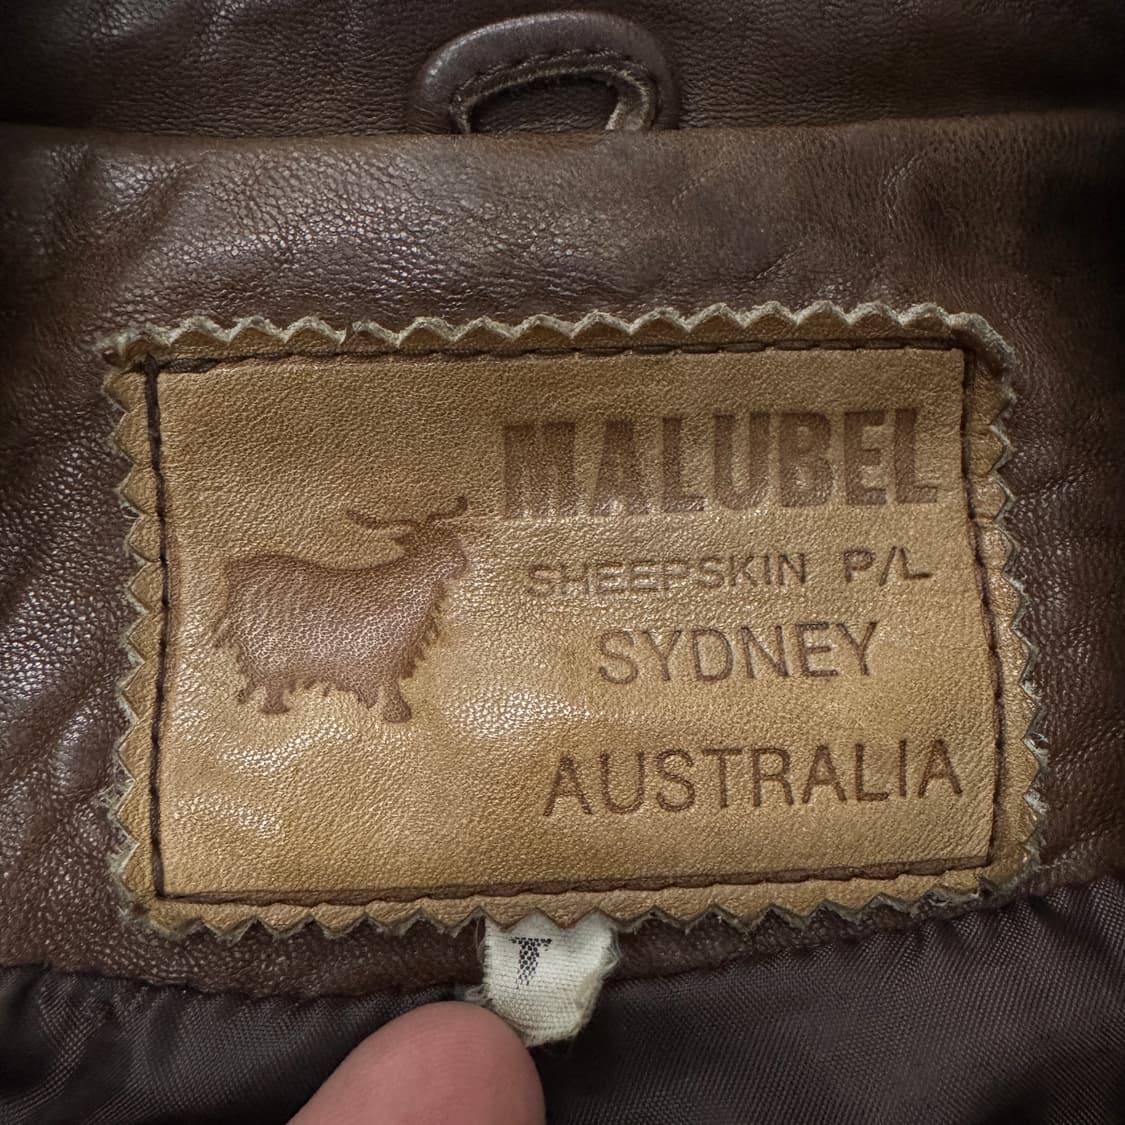 MALUBEL
SHEEPSKIN P/L
SYDNEY
AUSTRALIA
T